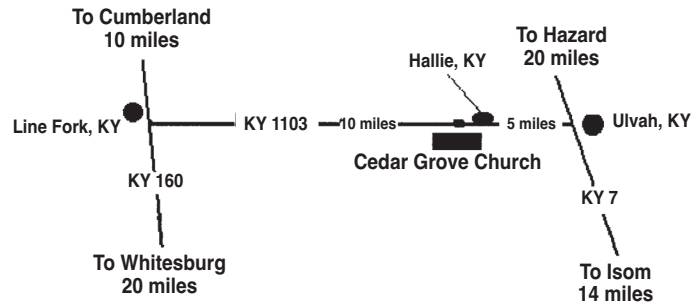 To Cumberland
10 miles
To Hazard
20 miles
Hallie, KY
Line Fork, KY
KY 1103
10 miles
5 miles
Ulvah, KY
Cedar Grove Church
KY 160
KY 7
To Whitesburg
20 miles
To Isom
14 miles